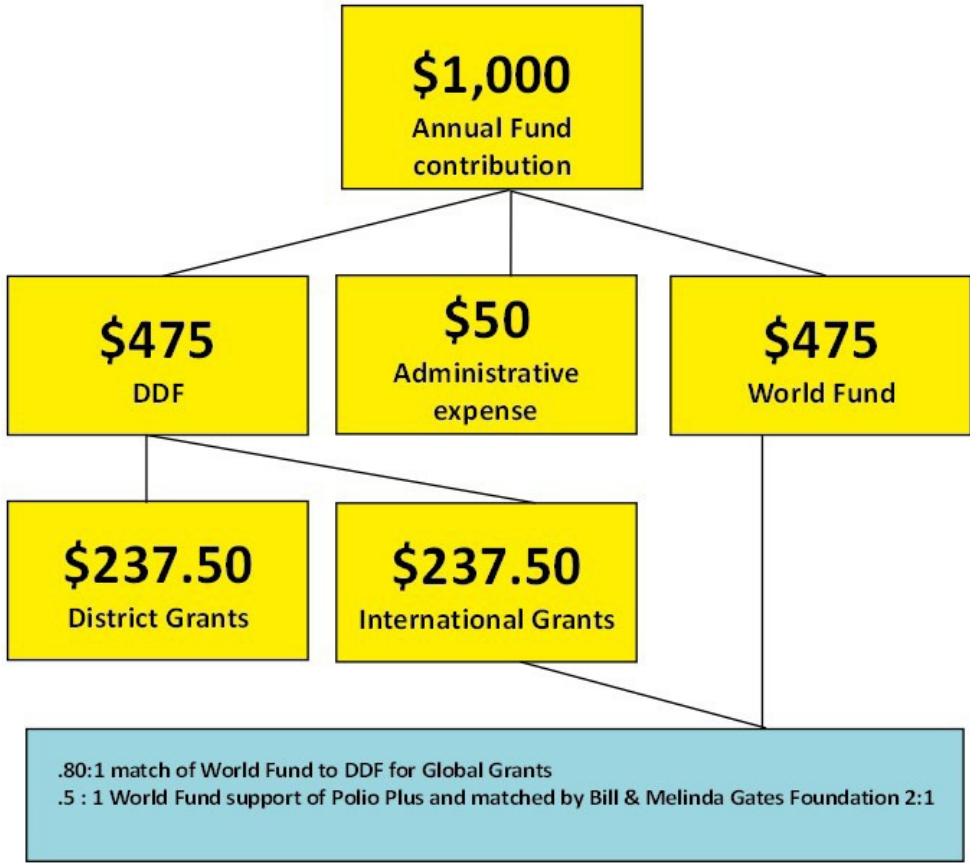 $1,000
Annual Fund
contribution
$475
DDF
$50
Administrative
expense
$475
World Fund
$237.50
District Grants
$237.50
International Grants
.80:1 match of World Fund to DDF for Global Grants
.5 : 1 World Fund support of Polio Plus and matched by Bill & Melinda Gates Foundation 2:1